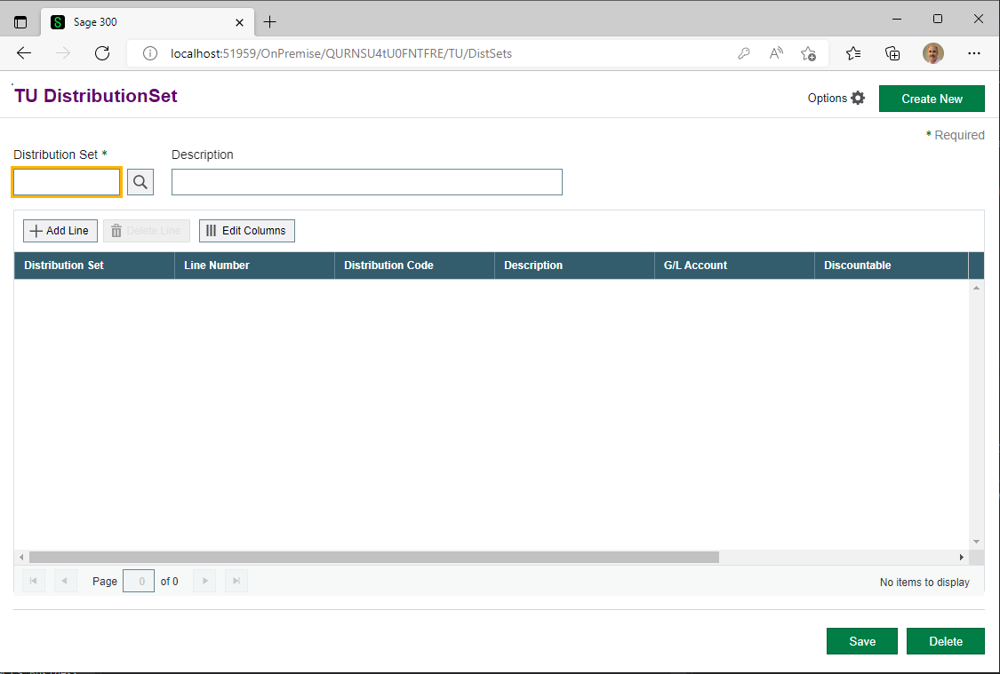 Sage 300
localhost:51959/OnPremise/QURNSU4tU0FNTFRE/TU/DistSets
TU DistributionSet
Options
Create New
* Required
Distribution Set *
Description
Add Line
Delete Line
Edit Columns
Distribution Set
Line Number
Distribution Code
Description
G/L Account
Discountable
Page 0 of 0
No items to display
Save
Delete